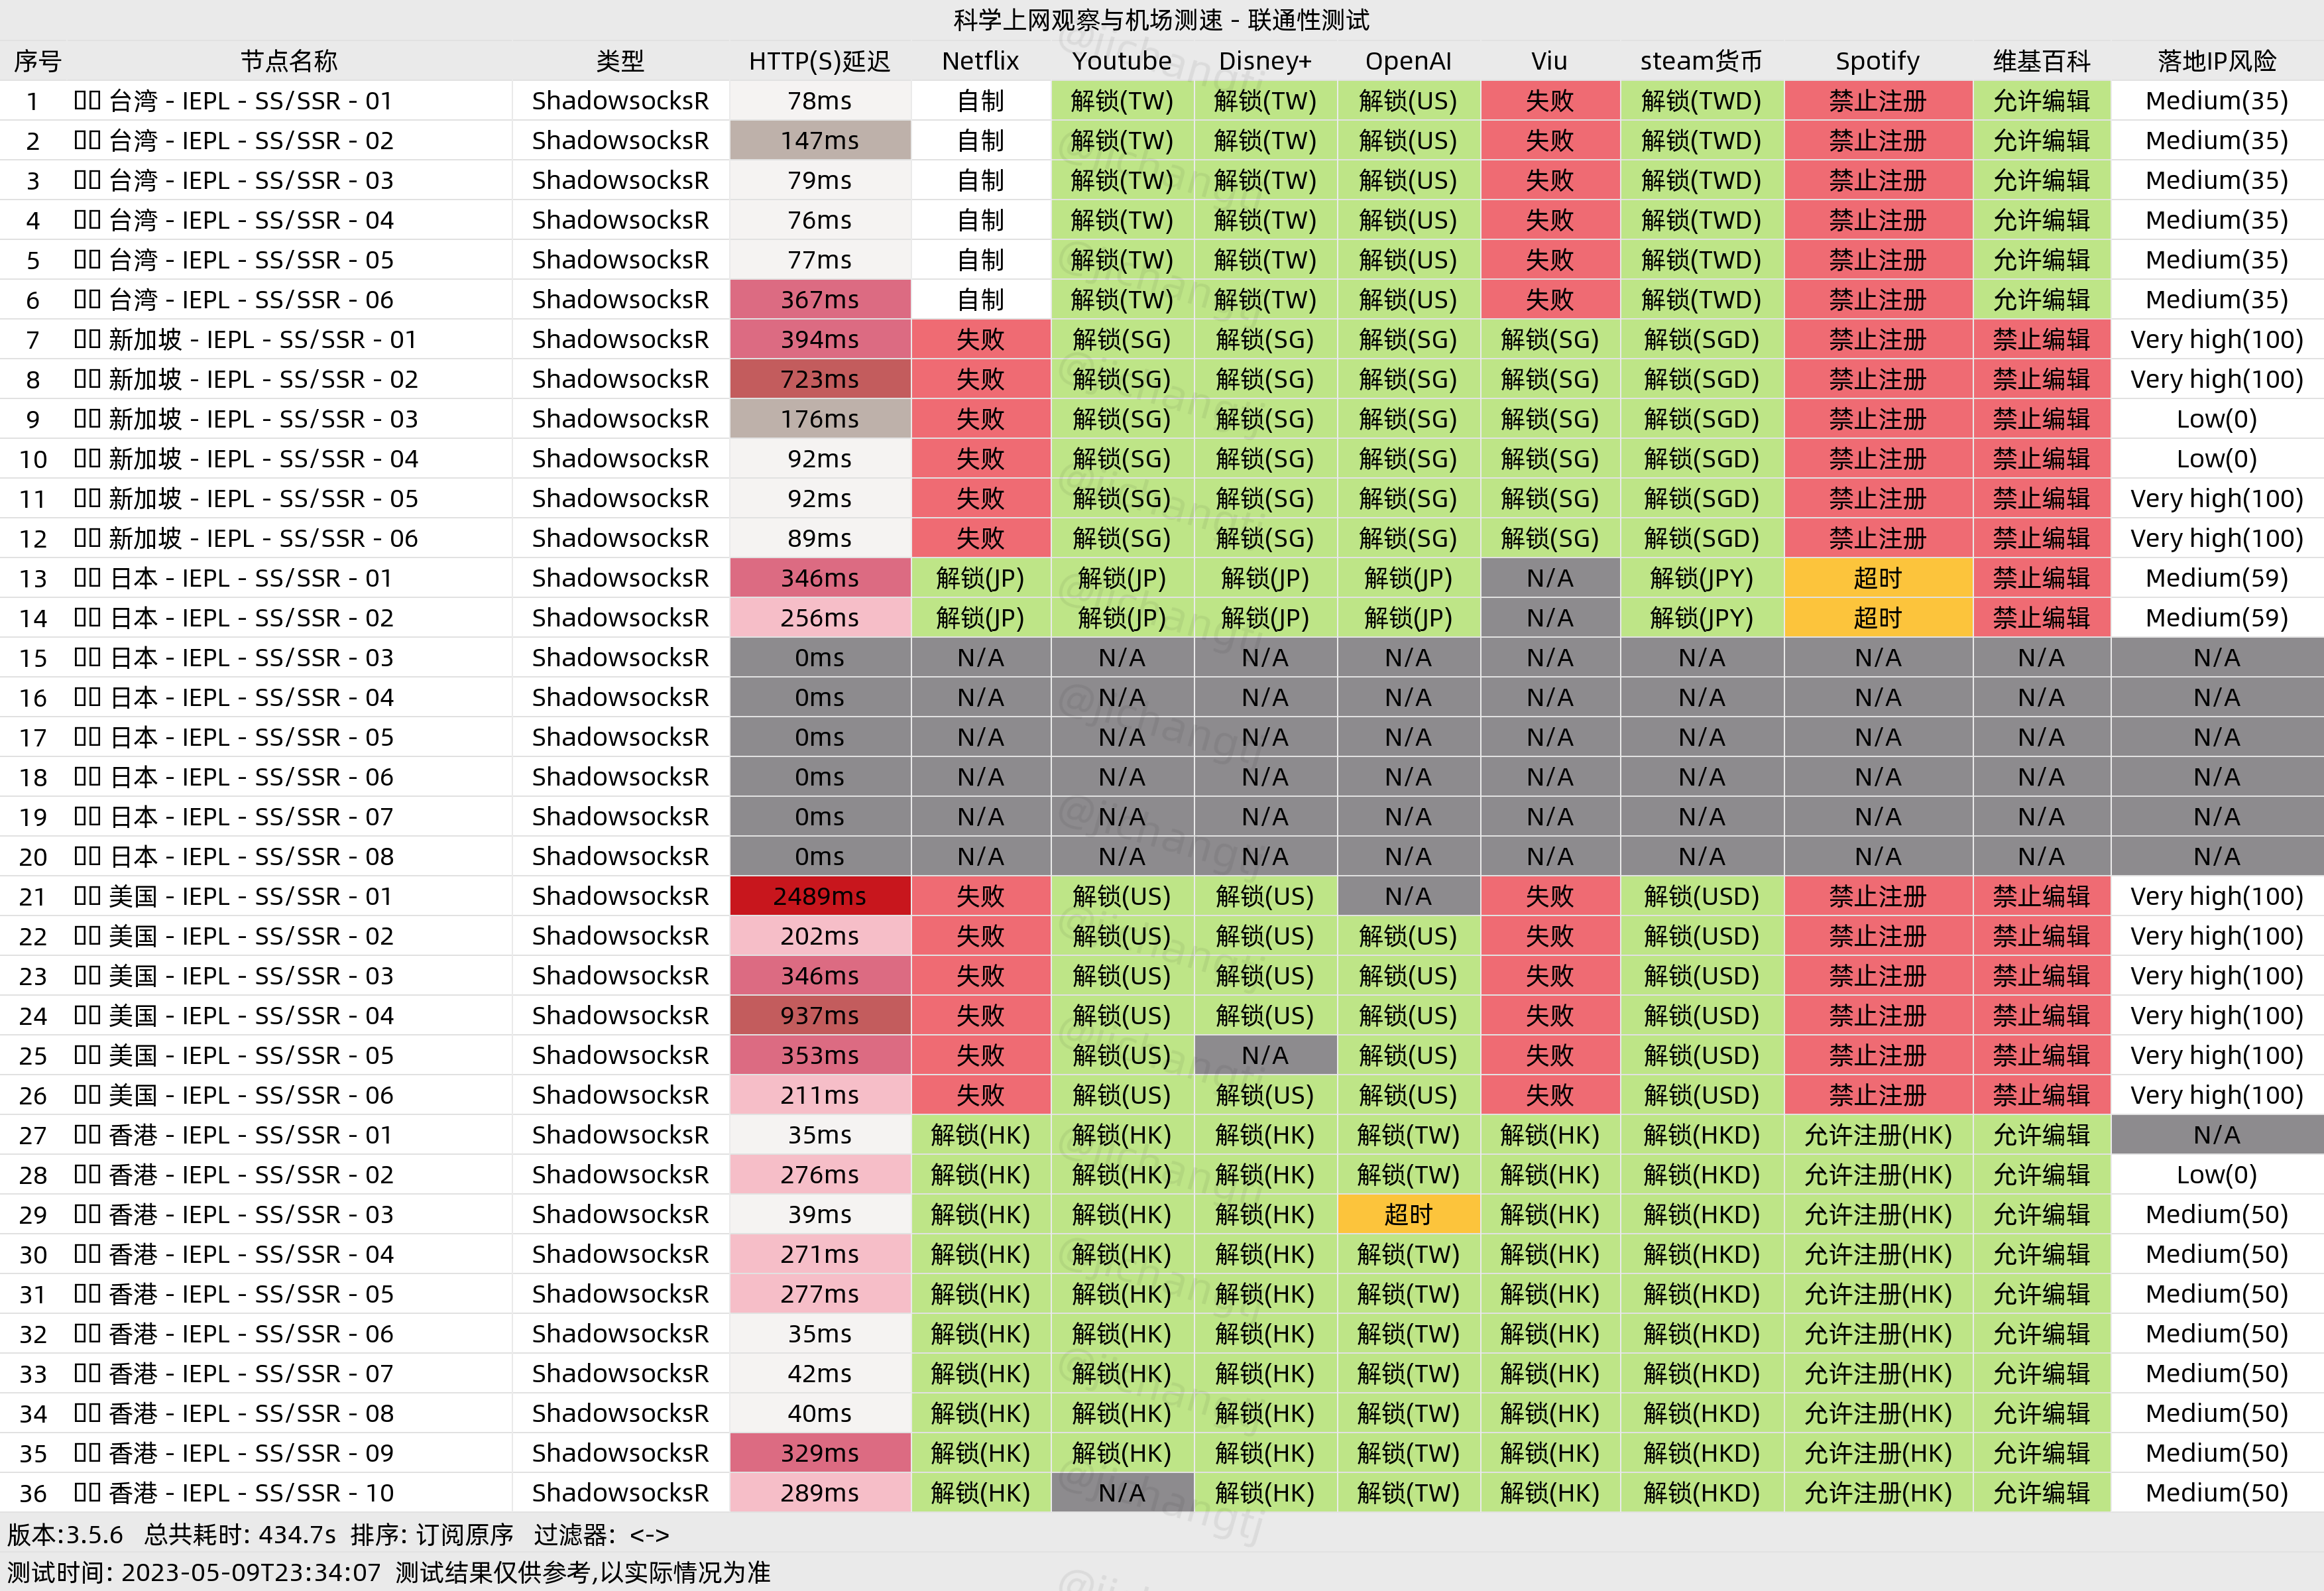 科学上网观察与机场测速 - 联通性测试
序号 节点名称 类型 HTTP(S)延迟 Netflix Youtube Disney+ OpenAI Viu steam货币 Spotify 维基百科 落地IP风险
1 台湾 - IEPL - SS/SSR - 01 ShadowsocksR 78ms 自制 解锁(TW) 解锁(TW) 解锁(US) 失败 解锁(TWD) 禁止注册 允许编辑 Medium(35)
2 台湾 - IEPL - SS/SSR - 02 ShadowsocksR 147ms 自制 解锁(TW) 解锁(TW) 解锁(US) 失败 解锁(TWD) 禁止注册 允许编辑 Medium(35)
3 台湾 - IEPL - SS/SSR - 03 ShadowsocksR 79ms 自制 解锁(TW) 解锁(TW) 解锁(US) 失败 解锁(TWD) 禁止注册 允许编辑 Medium(35)
4 台湾 - IEPL - SS/SSR - 04 ShadowsocksR 76ms 自制 解锁(TW) 解锁(TW) 解锁(US) 失败 解锁(TWD) 禁止注册 允许编辑 Medium(35)
5 台湾 - IEPL - SS/SSR - 05 ShadowsocksR 77ms 自制 解锁(TW) 解锁(TW) 解锁(US) 失败 解锁(TWD) 禁止注册 允许编辑 Medium(35)
6 台湾 - IEPL - SS/SSR - 06 ShadowsocksR 367ms 自制 解锁(TW) 解锁(TW) 解锁(US) 失败 解锁(TWD) 禁止注册 允许编辑 Medium(35)
7 新加坡 - IEPL - SS/SSR - 01 ShadowsocksR 394ms 失败 解锁(SG) 解锁(SG) 解锁(SG) 解锁(SG) 解锁(SGD) 禁止注册 禁止编辑 Very high(100)
8 新加坡 - IEPL - SS/SSR - 02 ShadowsocksR 723ms 失败 解锁(SG) 解锁(SG) 解锁(SG) 解锁(SG) 解锁(SGD) 禁止注册 禁止编辑 Very high(100)
9 新加坡 - IEPL - SS/SSR - 03 ShadowsocksR 176ms 失败 解锁(SG) 解锁(SG) 解锁(SG) 解锁(SG) 解锁(SGD) 禁止注册 禁止编辑 Low(0)
10 新加坡 - IEPL - SS/SSR - 04 ShadowsocksR 92ms 失败 解锁(SG) 解锁(SG) 解锁(SG) 解锁(SG) 解锁(SGD) 禁止注册 禁止编辑 Low(0)
11 新加坡 - IEPL - SS/SSR - 05 ShadowsocksR 92ms 失败 解锁(SG) 解锁(SG) 解锁(SG) 解锁(SG) 解锁(SGD) 禁止注册 禁止编辑 Very high(100)
12 新加坡 - IEPL - SS/SSR - 06 ShadowsocksR 89ms 失败 解锁(SG) 解锁(SG) 解锁(SG) 解锁(SG) 解锁(SGD) 禁止注册 禁止编辑 Very high(100)
13 日本 - IEPL - SS/SSR - 01 ShadowsocksR 346ms 解锁(JP) 解锁(JP) 解锁(JP) 解锁(JP) N/A 解锁(JPY) 超时 禁止编辑 Medium(59)
14 日本 - IEPL - SS/SSR - 02 ShadowsocksR 256ms 解锁(JP) 解锁(JP) 解锁(JP) 解锁(JP) N/A 解锁(JPY) 超时 禁止编辑 Medium(59)
15 日本 - IEPL - SS/SSR - 03 ShadowsocksR 0ms N/A N/A N/A N/A N/A N/A N/A N/A N/A
16 日本 - IEPL - SS/SSR - 04 ShadowsocksR 0ms N/A N/A N/A N/A N/A N/A N/A N/A N/A
17 日本 - IEPL - SS/SSR - 05 ShadowsocksR 0ms N/A N/A N/A N/A N/A N/A N/A N/A N/A
18 日本 - IEPL - SS/SSR - 06 ShadowsocksR 0ms N/A N/A N/A N/A N/A N/A N/A N/A N/A
19 日本 - IEPL - SS/SSR - 07 ShadowsocksR 0ms N/A N/A N/A N/A N/A N/A N/A N/A N/A
20 日本 - IEPL - SS/SSR - 08 ShadowsocksR 0ms N/A N/A N/A N/A N/A N/A N/A N/A N/A
21 美国 - IEPL - SS/SSR - 01 ShadowsocksR 2489ms 失败 解锁(US) 解锁(US) N/A 失败 解锁(USD) 禁止注册 禁止编辑 Very high(100)
22 美国 - IEPL - SS/SSR - 02 ShadowsocksR 202ms 失败 解锁(US) 解锁(US) 解锁(US) 失败 解锁(USD) 禁止注册 禁止编辑 Very high(100)
23 美国 - IEPL - SS/SSR - 03 ShadowsocksR 346ms 失败 解锁(US) 解锁(US) 解锁(US) 失败 解锁(USD) 禁止注册 禁止编辑 Very high(100)
24 美国 - IEPL - SS/SSR - 04 ShadowsocksR 937ms 失败 解锁(US) 解锁(US) 解锁(US) 失败 解锁(USD) 禁止注册 禁止编辑 Very high(100)
25 美国 - IEPL - SS/SSR - 05 ShadowsocksR 353ms 失败 解锁(US) N/A 解锁(US) 失败 解锁(USD) 禁止注册 禁止编辑 Very high(100)
26 美国 - IEPL - SS/SSR - 06 ShadowsocksR 211ms 失败 解锁(US) 解锁(US) 解锁(US) 失败 解锁(USD) 禁止注册 禁止编辑 Very high(100)
27 香港 - IEPL - SS/SSR - 01 ShadowsocksR 35ms 解锁(HK) 解锁(HK) 解锁(HK) 解锁(TW) 解锁(HK) 解锁(HKD) 允许注册(HK) 允许编辑 N/A
28 香港 - IEPL - SS/SSR - 02 ShadowsocksR 276ms 解锁(HK) 解锁(HK) 解锁(HK) 解锁(TW) 解锁(HK) 解锁(HKD) 允许注册(HK) 允许编辑 Low(0)
29 香港 - IEPL - SS/SSR - 03 ShadowsocksR 39ms 解锁(HK) 解锁(HK) 解锁(HK) 超时 解锁(HK) 解锁(HKD) 允许注册(HK) 允许编辑 Medium(50)
30 香港 - IEPL - SS/SSR - 04 ShadowsocksR 271ms 解锁(HK) 解锁(HK) 解锁(HK) 解锁(TW) 解锁(HK) 解锁(HKD) 允许注册(HK) 允许编辑 Medium(50)
31 香港 - IEPL - SS/SSR - 05 ShadowsocksR 277ms 解锁(HK) 解锁(HK) 解锁(HK) 解锁(TW) 解锁(HK) 解锁(HKD) 允许注册(HK) 允许编辑 Medium(50)
32 香港 - IEPL - SS/SSR - 06 ShadowsocksR 35ms 解锁(HK) 解锁(HK) 解锁(HK) 解锁(TW) 解锁(HK) 解锁(HKD) 允许注册(HK) 允许编辑 Medium(50)
33 香港 - IEPL - SS/SSR - 07 ShadowsocksR 42ms 解锁(HK) 解锁(HK) 解锁(HK) 解锁(TW) 解锁(HK) 解锁(HKD) 允许注册(HK) 允许编辑 Medium(50)
34 香港 - IEPL - SS/SSR - 08 ShadowsocksR 40ms 解锁(HK) 解锁(HK) 解锁(HK) 解锁(TW) 解锁(HK) 解锁(HKD) 允许注册(HK) 允许编辑 Medium(50)
35 香港 - IEPL - SS/SSR - 09 ShadowsocksR 329ms 解锁(HK) 解锁(HK) 解锁(HK) 解锁(TW) 解锁(HK) 解锁(HKD) 允许注册(HK) 允许编辑 Medium(50)
36 香港 - IEPL - SS/SSR - 10 ShadowsocksR 289ms 解锁(HK) N/A 解锁(HK) 解锁(TW) 解锁(HK) 解锁(HKD) 允许注册(HK) 允许编辑 Medium(50)
版本:3.5.6 总共耗时: 434.7s 排序: 订阅原序 过滤器: <->
测试时间: 2023-05-09T23:34:07 测试结果仅供参考,以实际情况为准
@jichangtj